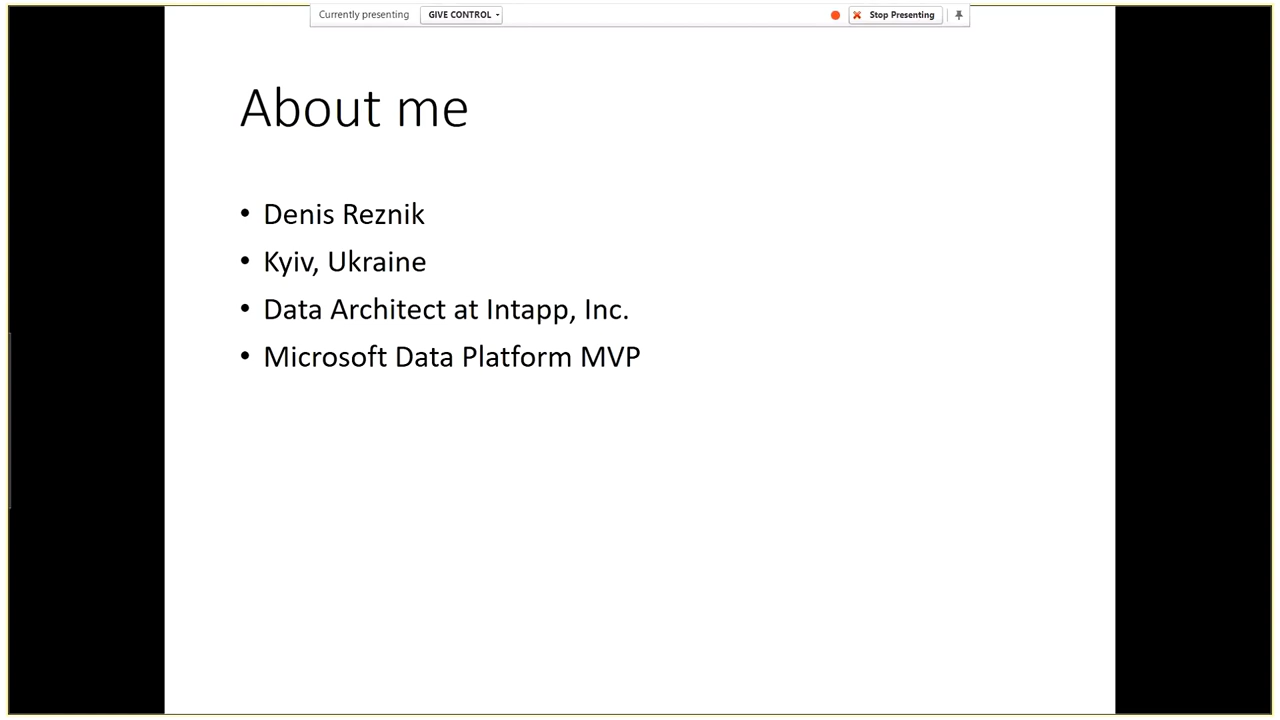 Currently presenting GIVE CONTROL Stop Presenting
About me
• Denis Reznik
• Kyiv, Ukraine
• Data Architect at Intapp, Inc.
• Microsoft Data Platform MVP